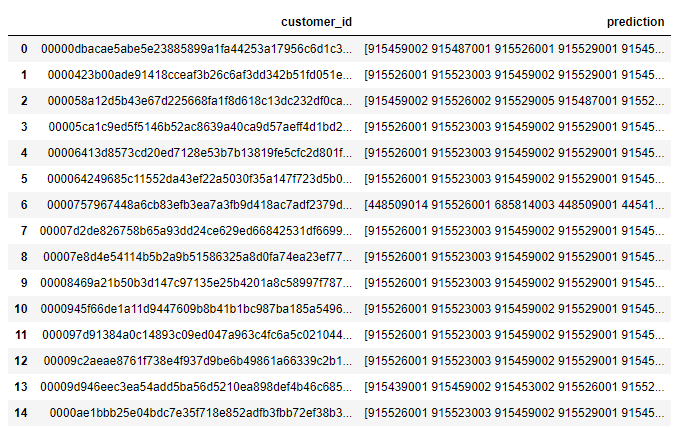 customer_id prediction
0 00000dbacae5abe5e23885899a1fa44253a17956c6d1c3... [915459002 915487001 915526001 915529001 91545...
1 0000423b00ade91418cceaf3b26c6af3dd342b51fd051e... [915526001 915523003 915459002 915529001 91545...
2 000058a12d5b43e67d225668fa1f8d618c13dc232df0ca... [915459002 915526002 915529005 915487001 91552...
3 00005ca1c9ed5f5146b52ac8639a40ca9d57aeff4d1bd2... [915526001 915523003 915459002 915529001 91545...
4 00006413d8573cd20ed7128e53b7b13819fe5cfc2d801f... [915526001 915523003 915459002 915529001 91545...
5 000064249685c11552da43ef22a5030f35a147f723d5b0... [915526001 915523003 915459002 915529001 91545...
6 0000757967448a6cb83efb3ea7a3fb9d418ac7adf2379d... [448509014 915526001 685814003 448509001 44541...
7 00007d2de826758b65a93dd24ce629ed66842531df6699... [915526001 915523003 915459002 915529001 91545...
8 00007e8d4e54114b5b2a9b51586325a8d0fa74ea23ef77... [915526001 915523003 915459002 915529001 91545...
9 00008469a21b50b3d147c97135e25b4201a8c58997f787... [915526001 915523003 915459002 915529001 91545...
10 0000945f66de1a11d9447609b8b41b1bc987ba185a5496... [915526001 915523003 915459002 915529001 91545...
11 000097d91384a0c14893c09ed047a963c4fc6a5c021044... [915526001 915523003 915459002 915529001 91545...
12 00009c2aeae8761f738e4f937d9be6b49861a66339c2b1... [915526001 915523003 915459002 915529001 91545...
13 00009d946eec3ea54add5ba56d5210ea898def4b46c685... [915439001 915459002 915453002 915526001 91552...
14 0000ae1bbb25e04bdc7e35f718e852adfb3fbb72ef38b3... [915526001 915523003 915459002 915529001 91545...